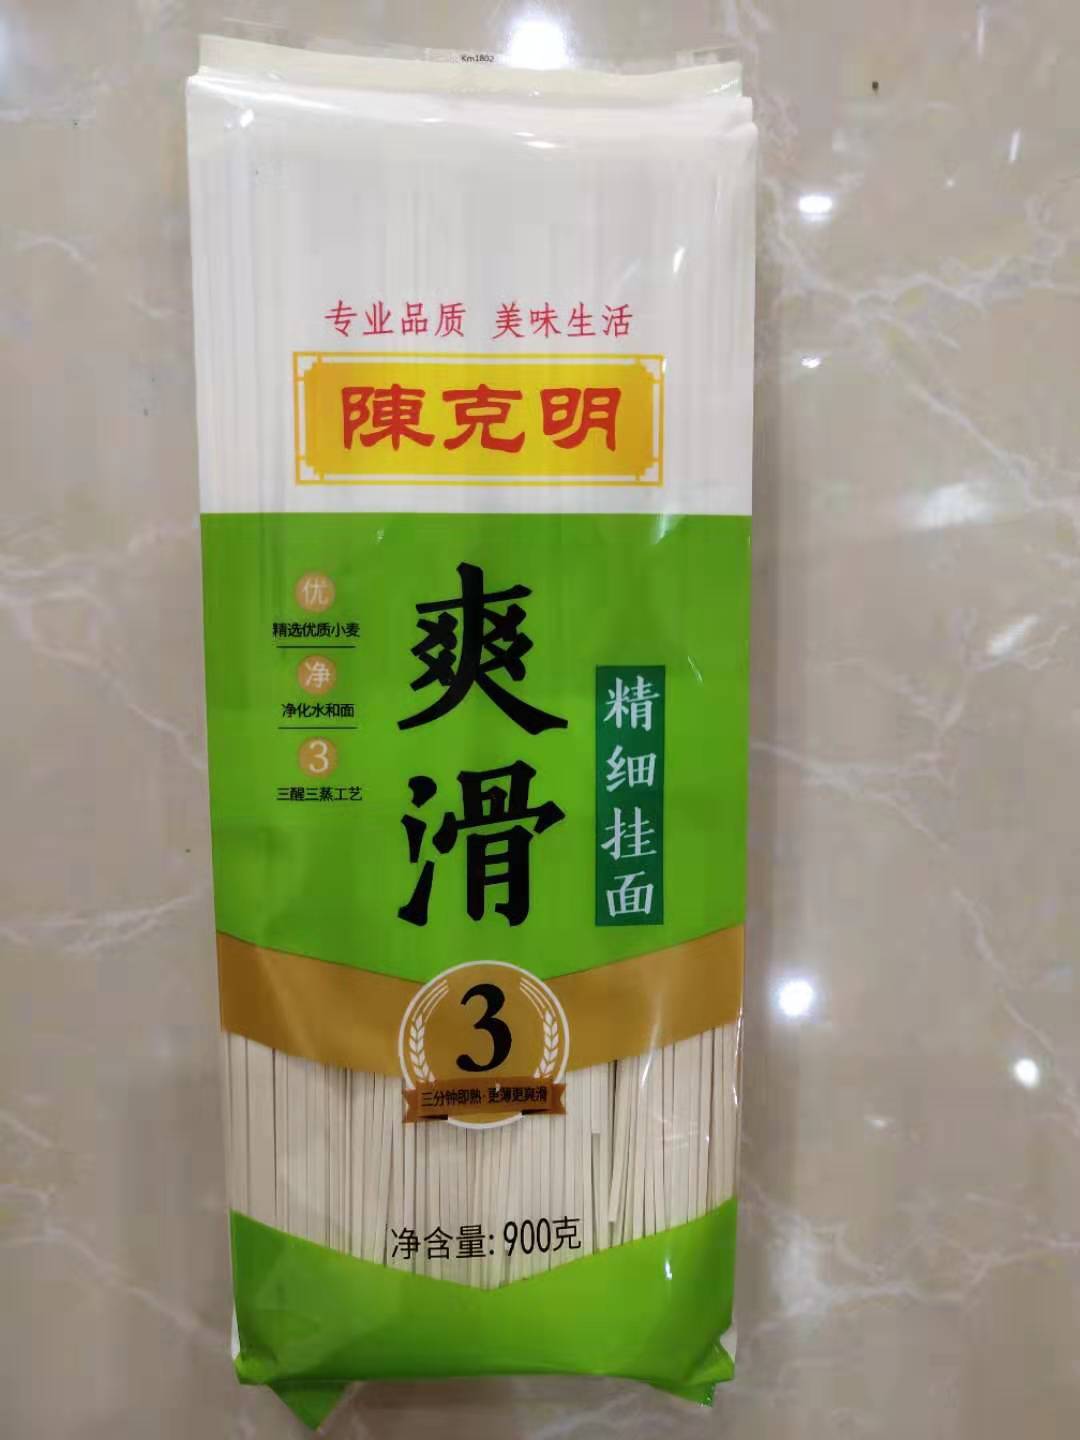 Km1802
专业品质 美味生活
陳克明
优
精选优质小麦
净
净化水和面
3
三醒三蒸工艺
爽滑
精细挂面
3
三分钟即熟·更薄更爽滑
净含量: 900克